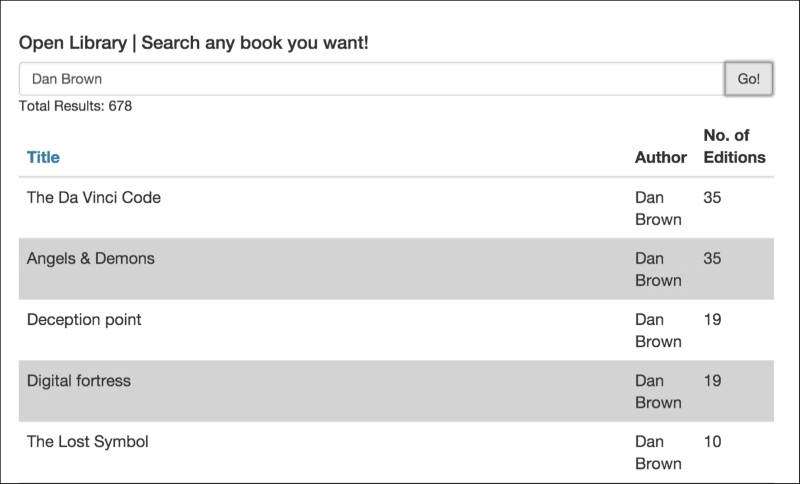 Open Library | Search any book you want!
Dan Brown Go!
Total Results: 678
Title Author No. of Editions
The Da Vinci Code Dan Brown 35
Angels & Demons Dan Brown 35
Deception point Dan Brown 19
Digital fortress Dan Brown 19
The Lost Symbol Dan Brown 10